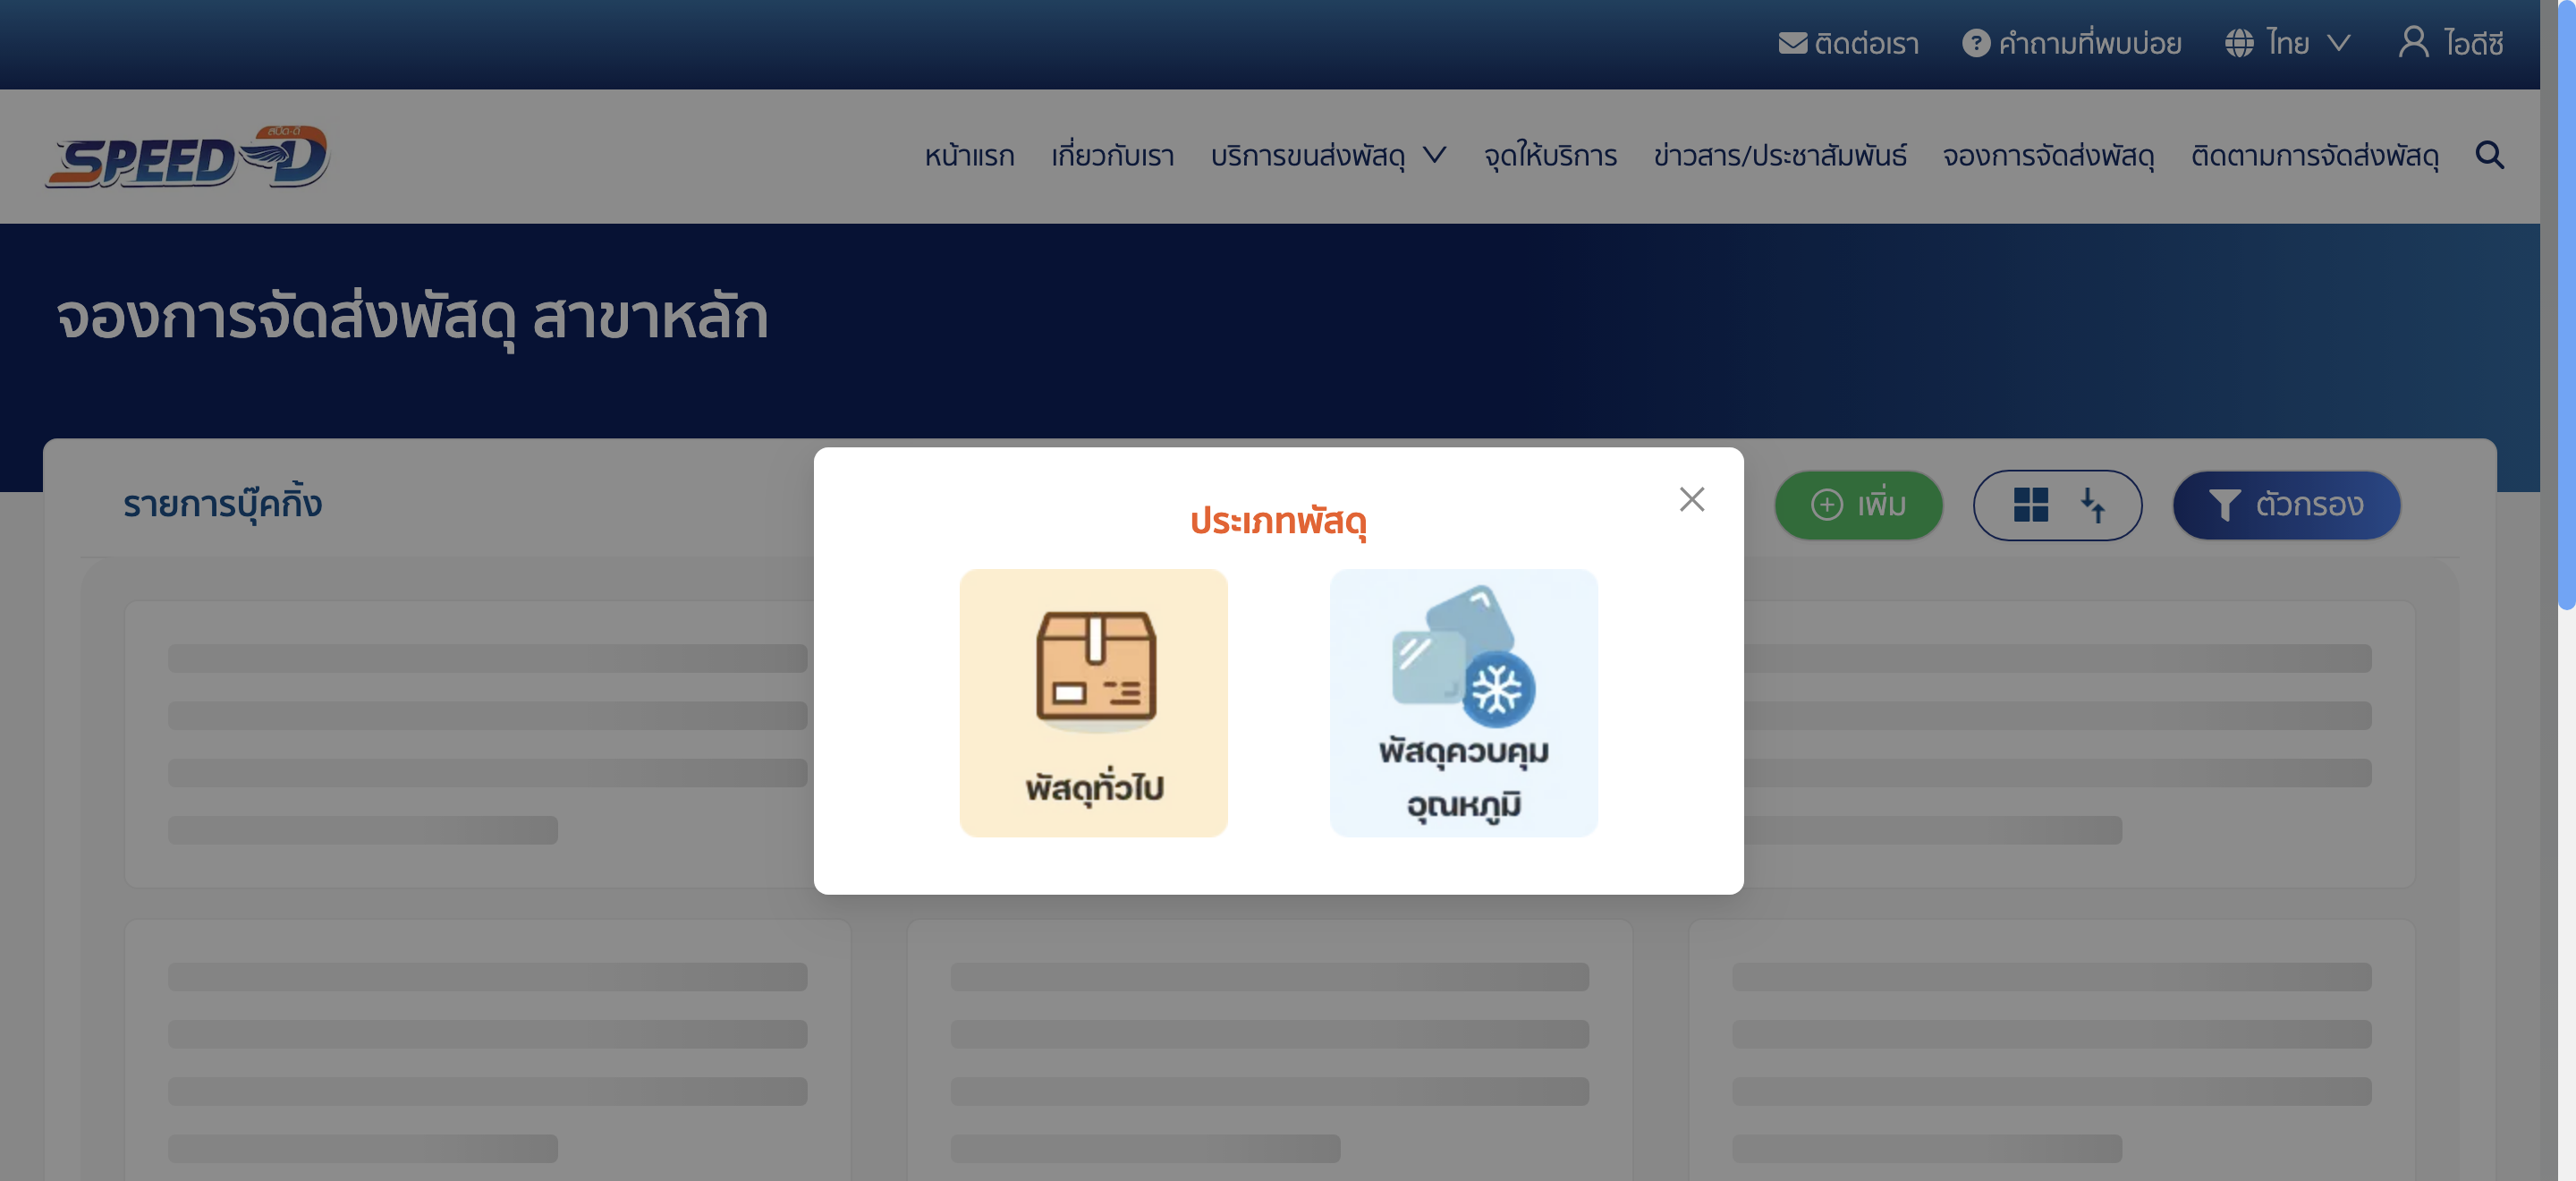 ติดต่อเรา คำถามที่พบบ่อย ไทย ไอดีซี
สปีด-ดี
SPEED-D
หน้าแรก เกี่ยวกับเรา บริการขนส่งพัสดุ จุดให้บริการ ข่าวสาร/ประชาสัมพันธ์ จองการจัดส่งพัสดุ ติดตามการจัดส่งพัสดุ
จองการจัดส่งพัสดุ สาขาหลัก
รายการบุ๊คกิ้ง
เพิ่ม ตัวกรอง
ประเภทพัสดุ
พัสดุทั่วไป
พัสดุควบคุม
อุณหภูมิ